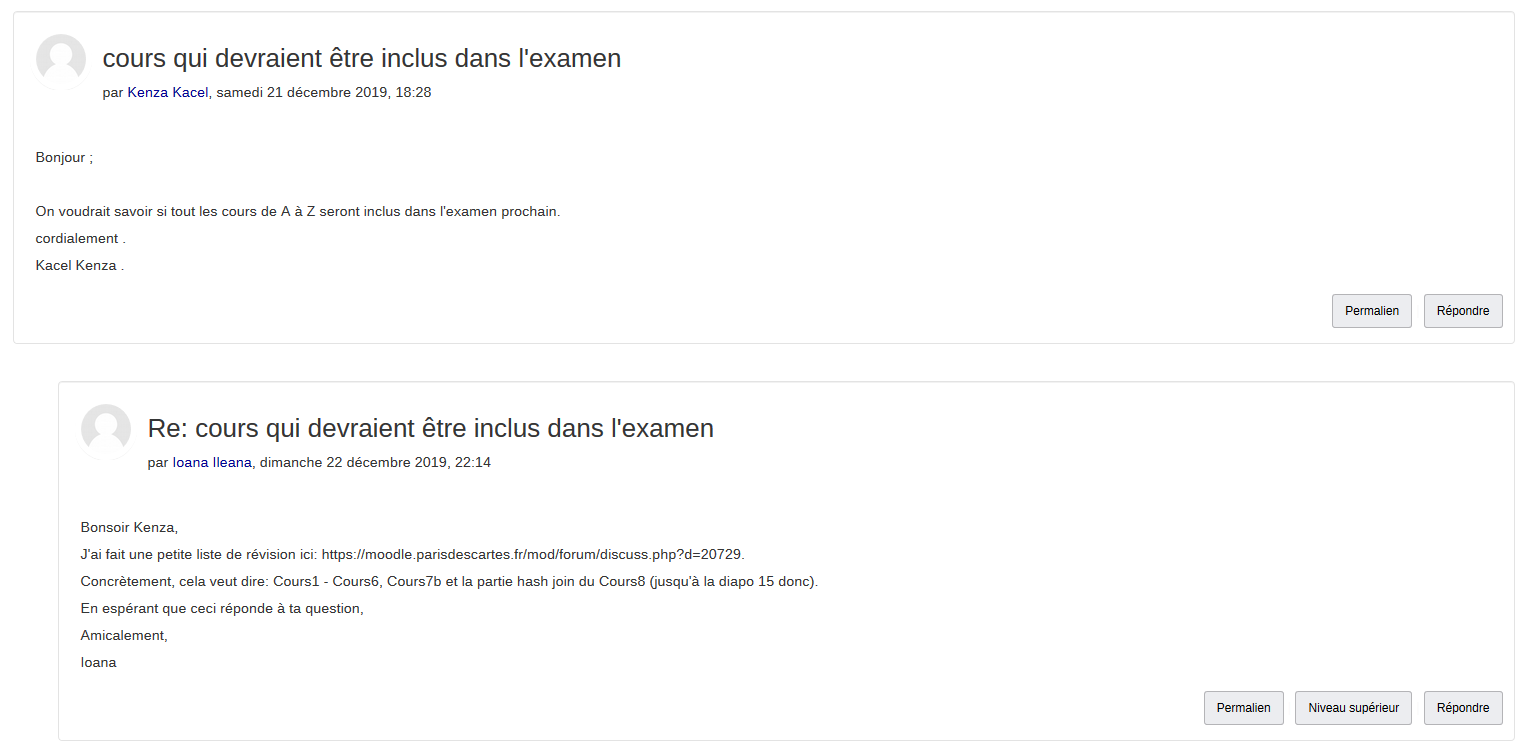 cours qui devraient être inclus dans l'examen
par Kenza Kacel, samedi 21 décembre 2019, 18:28
Bonjour ;
On voudrait savoir si tout les cours de A à Z seront inclus dans l'examen prochain.
cordialement .
Kacel Kenza .
Permalien Répondre
Re: cours qui devraient être inclus dans l'examen
par Ioana Ileana, dimanche 22 décembre 2019, 22:14
Bonsoir Kenza,
J'ai fait une petite liste de révision ici: https://moodle.parisdescartes.fr/mod/forum/discuss.php?d=20729.
Concrètement, cela veut dire: Cours1 - Cours6, Cours7b et la partie hash join du Cours8 (jusqu'à la diapo 15 donc).
En espérant que ceci réponde à ta question,
Amicalement,
Ioana
Permalien Niveau supérieur Répondre